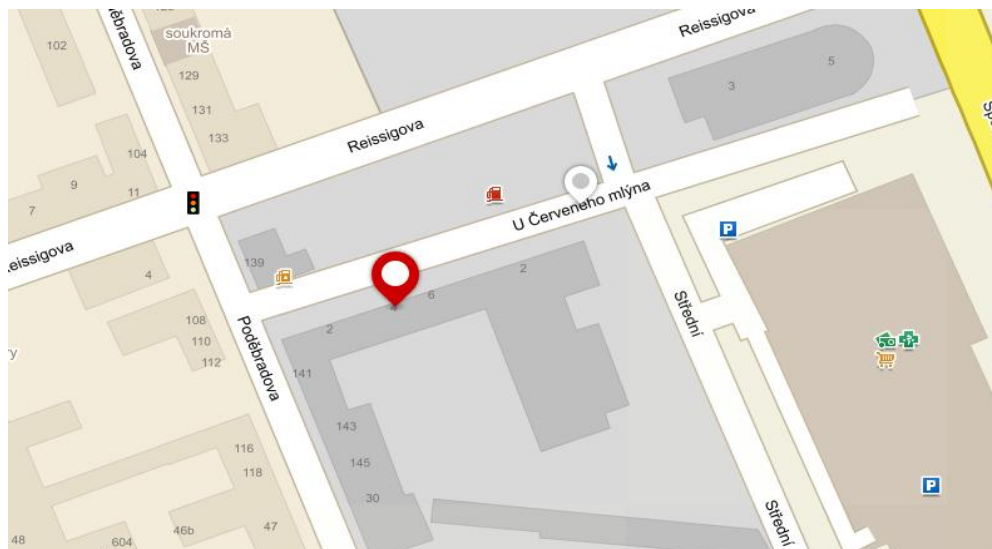 102
Poděbradova
soukromá
MŠ
129
131
133
Reissigova
Reissigova
3
5
104
9
11
7
U Červeného mlýna
Reissigova
139
4
2
6
2
108
110
112
Poděbradova
Střední
141
143
145
30
116
118
46b
47
48
604
Střední
P
P